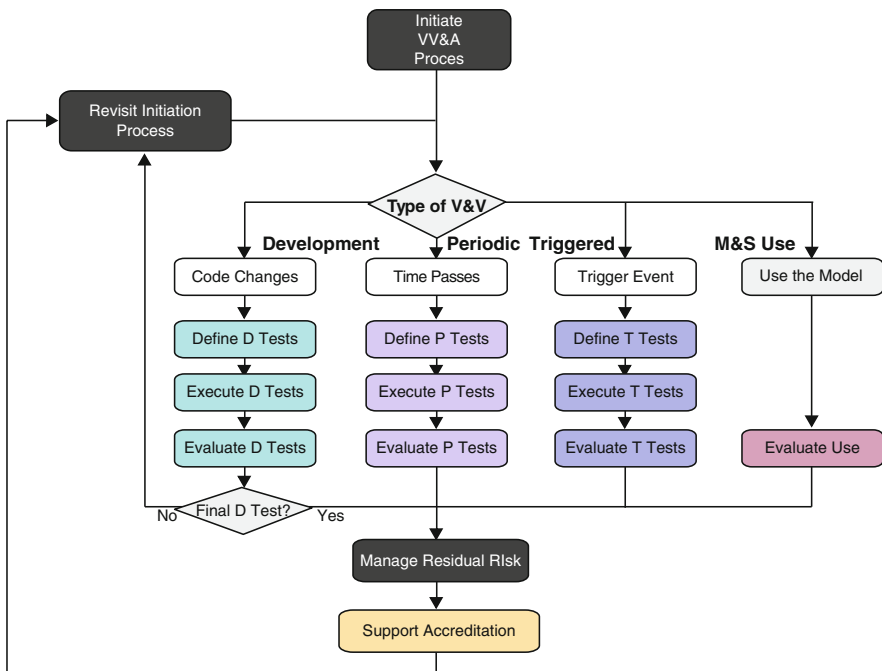 Initiate
VV&A
Proces
Revisit Initiation
Process
Type of V&V
Development
Periodic Triggered
M&S Use
Code Changes
Time Passes
Trigger Event
Use the Model
Define D Tests
Define P Tests
Define T Tests
Execute D Tests
Execute P Tests
Execute T Tests
Evaluate D Tests
Evaluate P Tests
Evaluate T Tests
Evaluate Use
No
Final D Test?
Yes
Manage Residual RIsk
Support Accreditation